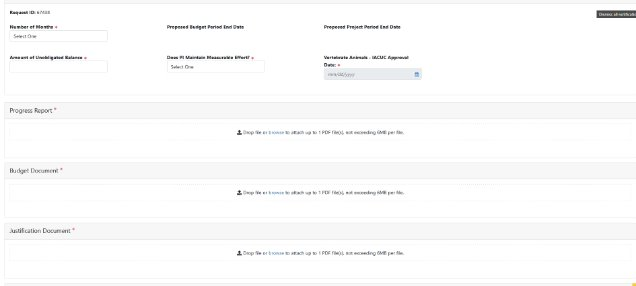 Request ID: 67458
Dismiss all notifications
Number of Months *
Proposed Budget Period End Date
Proposed Project Period End Date
Select One
Amount of Unobligated Balance *
Does PI Maintain Measurable Effort? *
Vertebrate Animals - IACUC Approval
Date: *
Select One
mm/dd/yyyy
Progress Report *
Drop file or browse to attach up to 1 PDF file(s), not exceeding 6MB per file.
Budget Document *
Drop file or browse to attach up to 1 PDF file(s), not exceeding 6MB per file.
Justification Document *
Drop file or browse to attach up to 1 PDF file(s), not exceeding 6MB per file.